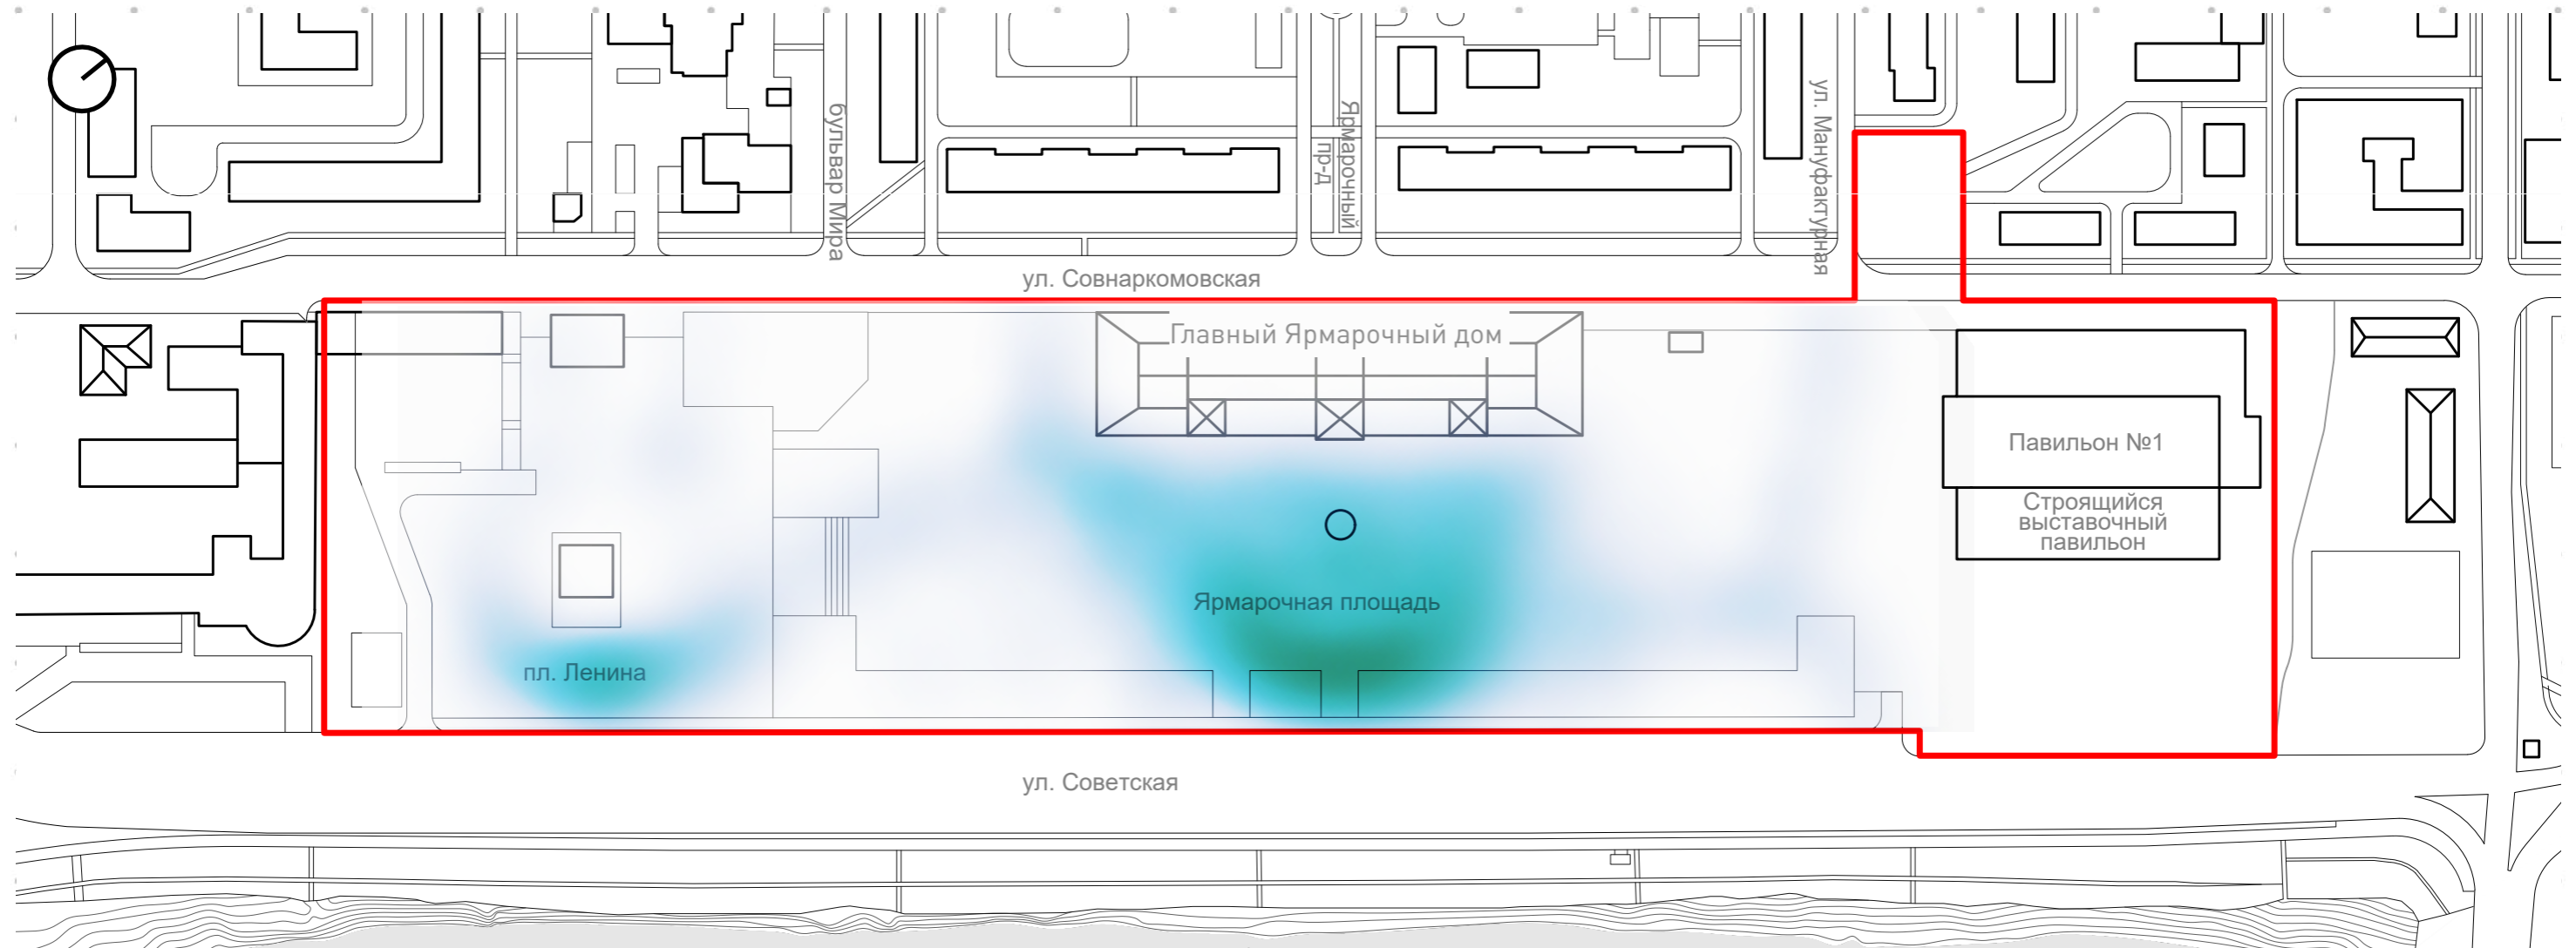 бульвар Мира
Ярмарочный
пр-д
ул. Мануфактурная
ул. Совнаркомовская
Главный Ярмарочный дом
Павильон №1
Строящийся
выставочный
павильон
Ярмарочная площадь
пл. Ленина
ул. Советская